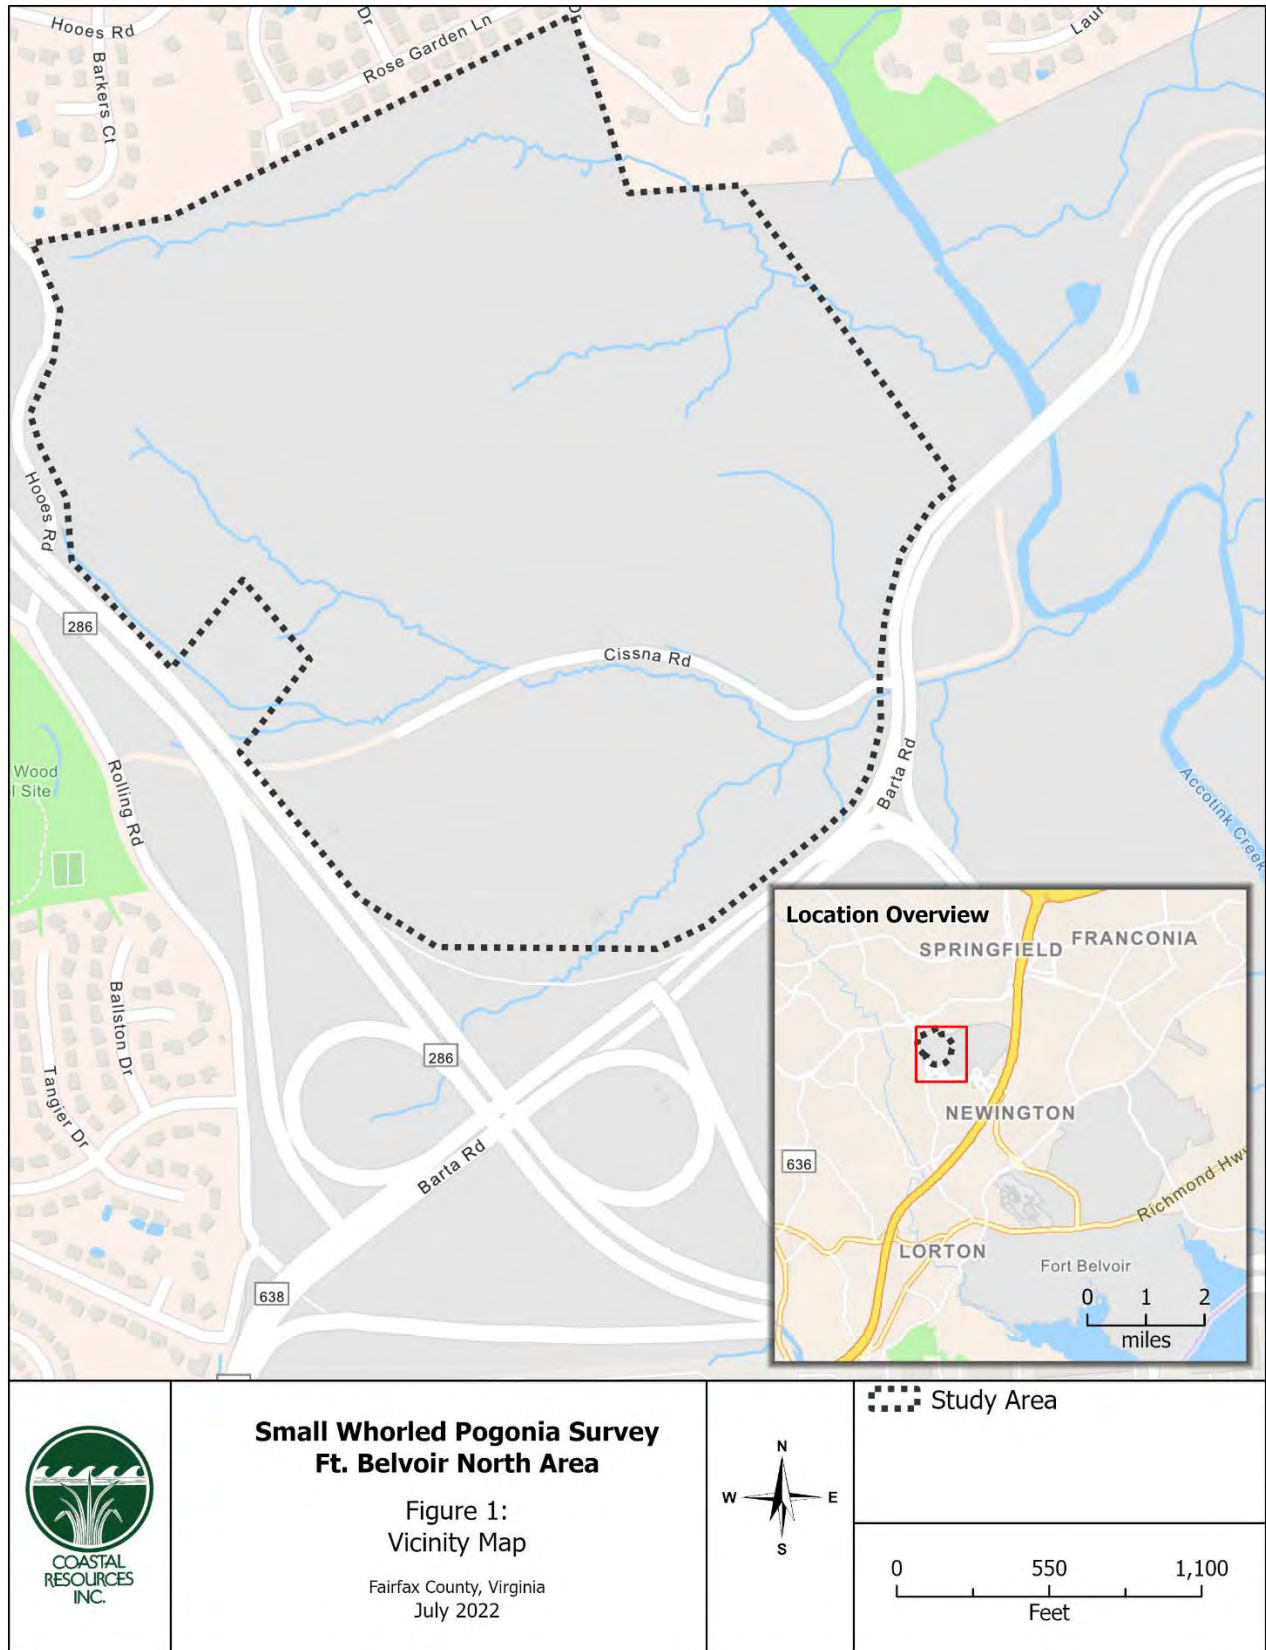 Hooes Rd
Barkers Ct
Dr
Rose Garden Ln
Dr
Laur
Hooes Rd
286
Cissna Rd
Wood
l Site
Rolling Rd
Barta Rd
Accotink Creek
Ballston Dr
Tangier Dr
286
Barta Rd
638
Location Overview
SPRINGFIELD
FRANCONIA
NEWINGTON
636
Richmond Hwy
LORTON
Fort Belvoir
0 1 2
miles
COASTAL
RESOURCES
INC.
Small Whorled Pogonia Survey
Ft. Belvoir North Area
Figure 1:
Vicinity Map
Fairfax County, Virginia
July 2022
N
W E
S
Study Area
0 550 1,100
Feet